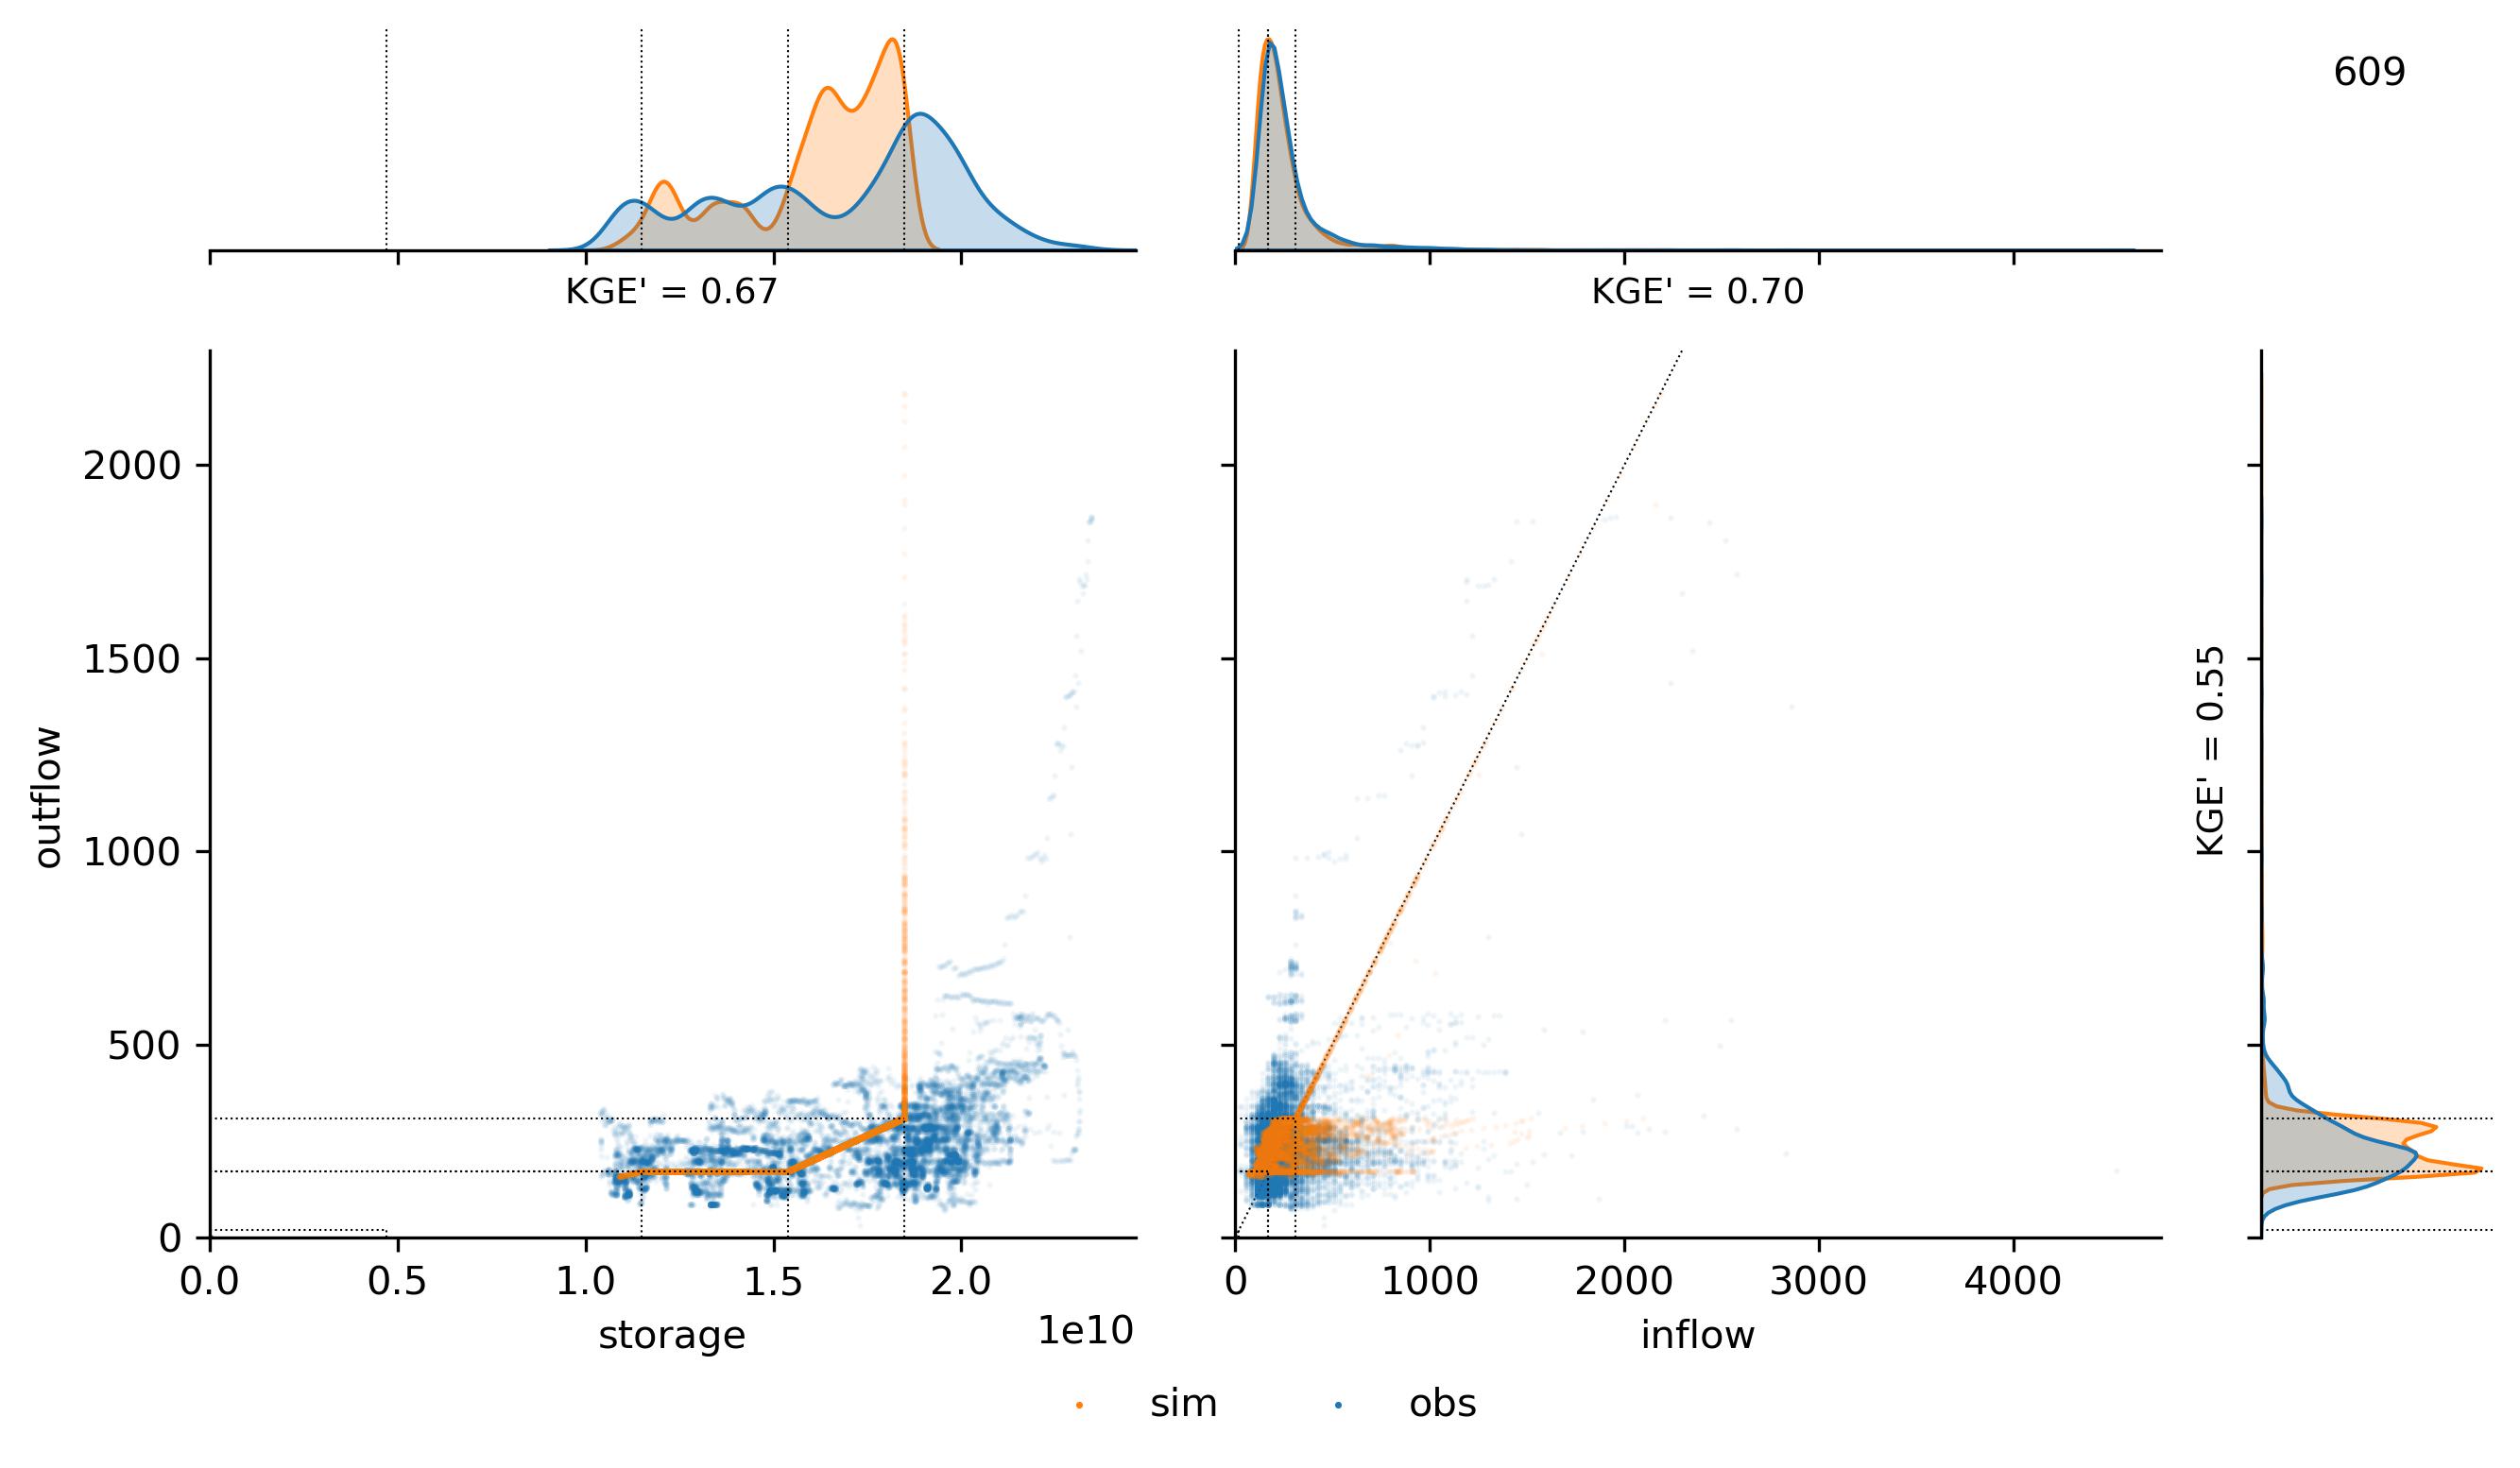 609
KGE' = 0.67
KGE' = 0.70
outflow
2000
1500
1000
500
0
KGE' = 0.55
0.0 0.5 1.0 1.5 2.0
1e10
storage
0 1000 2000 3000 4000
inflow
sim obs